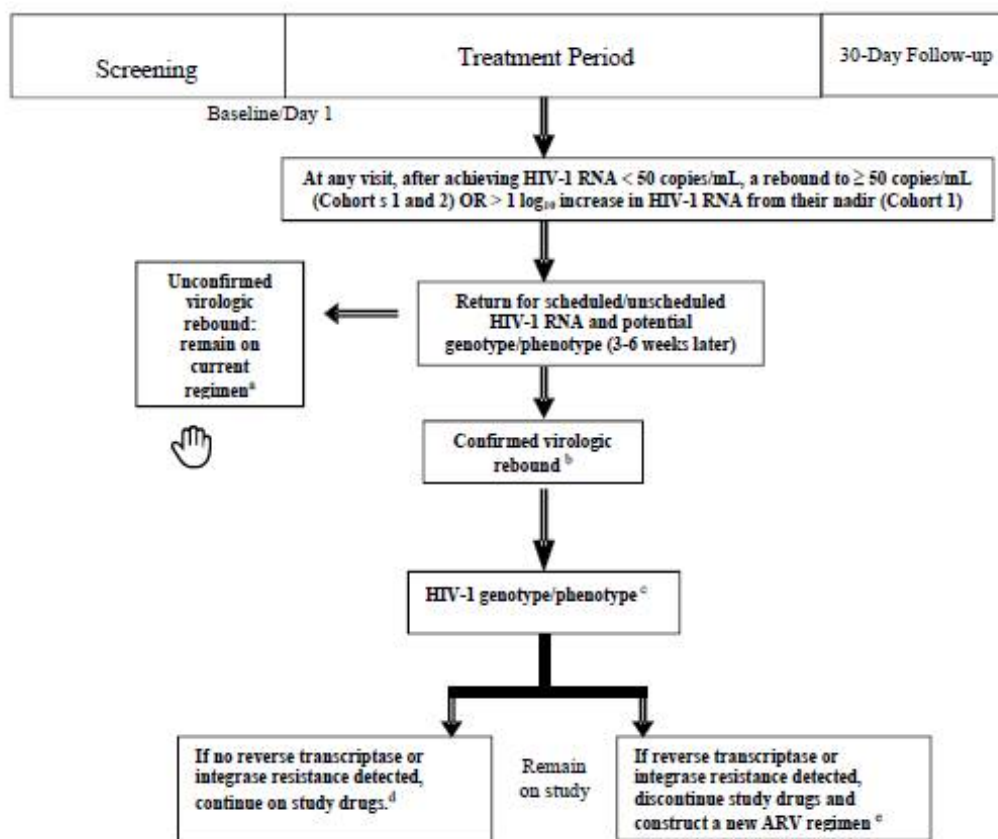 Screening
Treatment Period
30-Day Follow-up
Baseline/Day 1
At any visit, after achieving HIV-1 RNA < 50 copies/mL, a rebound to ≥ 50 copies/mL
(Cohort s 1 and 2) OR > 1 log₁₀ increase in HIV-1 RNA from their nadir (Cohort 1)
Unconfirmed
virologic
rebound:
remain on
current
regimenᵃ
Return for scheduled/unscheduled
HIV-1 RNA and potential
genotype/phenotype (3-6 weeks later)
Confirmed virologic
rebound ᵇ
HIV-1 genotype/phenotype ᶜ
If no reverse transcriptase or
integrase resistance detected,
continue on study drugs.ᵈ
Remain
on study
If reverse transcriptase or
integrase resistance detected,
discontinue study drugs and
construct a new ARV regimen ᵉ